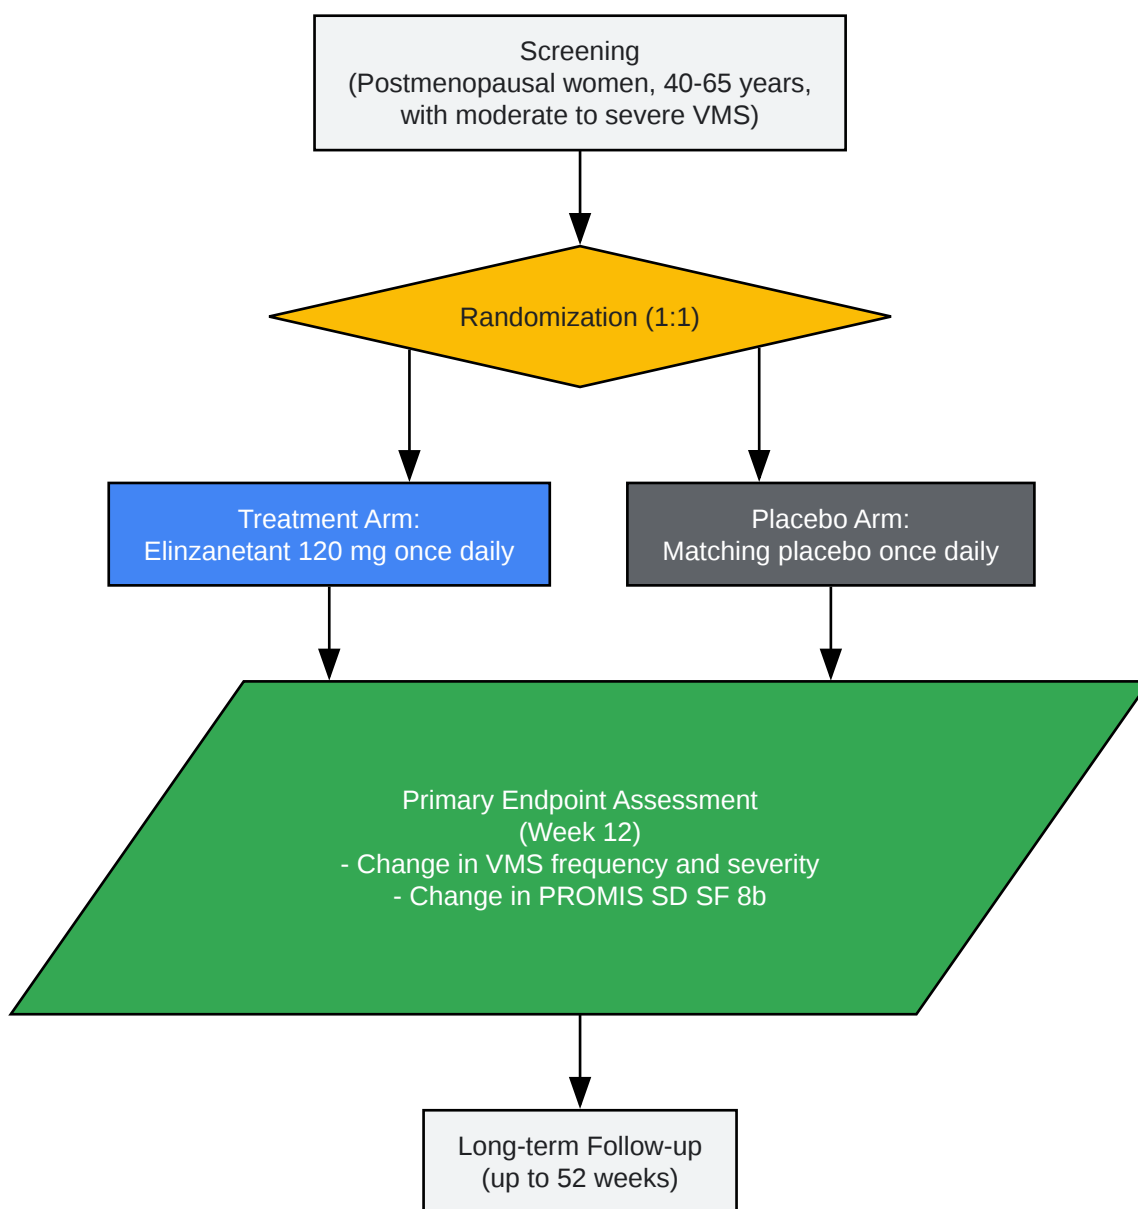 Screening
(Postmenopausal women, 40-65 years,
with moderate to severe VMS)
Randomization (1:1)
Treatment Arm:
Elinzanetant 120 mg once daily
Placebo Arm:
Matching placebo once daily
Primary Endpoint Assessment
(Week 12)
- Change in VMS frequency and severity
- Change in PROMIS SD SF 8b
Long-term Follow-up
(up to 52 weeks)